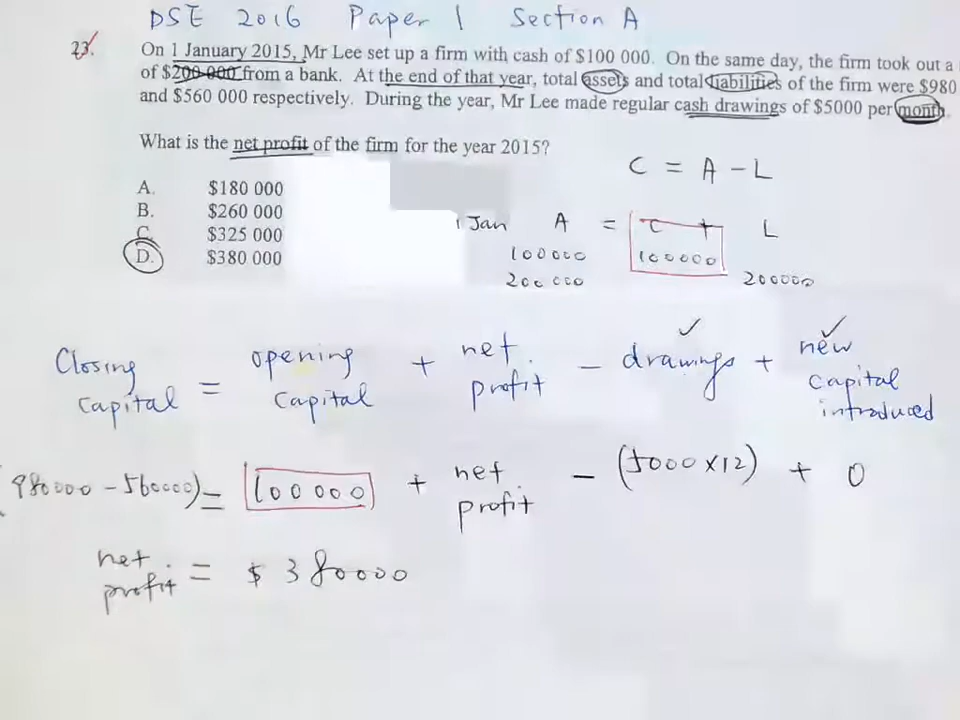 DSE 2016 Paper 1 Section A
23.
On 1 January 2015, Mr Lee set up a firm with cash of $100 000. On the same day, the firm took out a
of $200 000 from a bank. At the end of that year, total assets and total liabilities of the firm were $980
and $560 000 respectively. During the year, Mr Lee made regular cash drawings of $5000 per month.
What is the net profit of the firm for the year 2015?
C = A - L
A. $180 000
B. $260 000
C. $325 000
D. $380 000
1 Jan A = C + L
100000 100000
200 000 200000
Closing capital = opening capital + net profit - drawings + new capital introduced
980000 - 560000) = 100000 + net profit - (5000 x 12) + 0
net profit = $ 380000